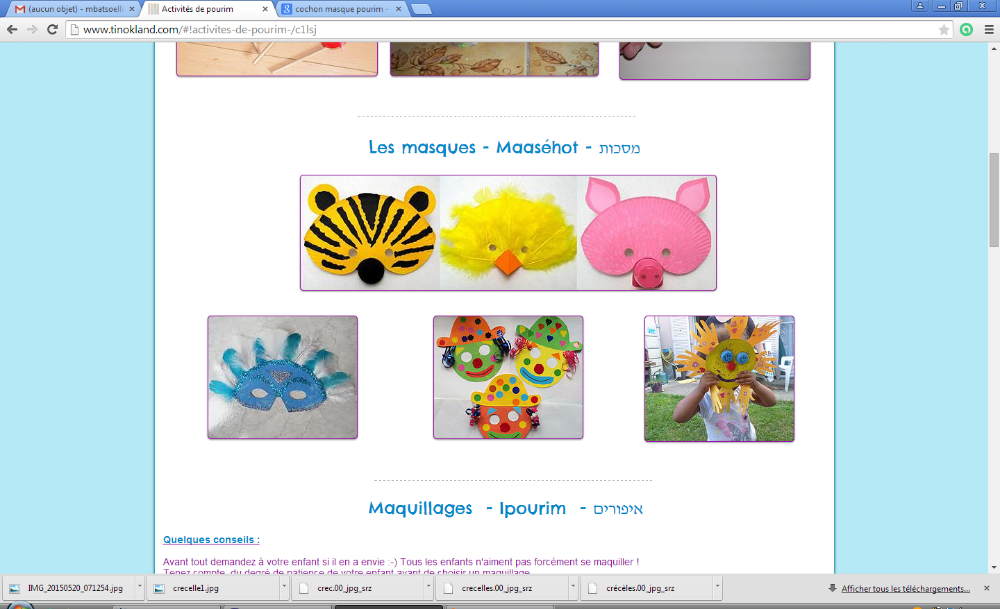 (aucun objet) - mbatsoelli
Activités de pourim
cochon masque pourim -
www.tinokland.com/#!activites-de-pourim-/c1lsj
Les masques - Maaséhot - מסכות
Maquillages - Ipourim - איפורים
Quelques conseils :
Avant tout demandez à votre enfant si il en a envie :-) Tous les enfants n'aiment pas forcément se maquiller !
Tenez compte du degré de patience de votre enfant avant de choisir un maquillage
IMG_20150520_071254.jpg
crecelle1.jpg
crec.00_jpg_srz
crecelles.00_jpg_srz
crécèles.00_jpg_srz
Afficher tous les téléchargements...